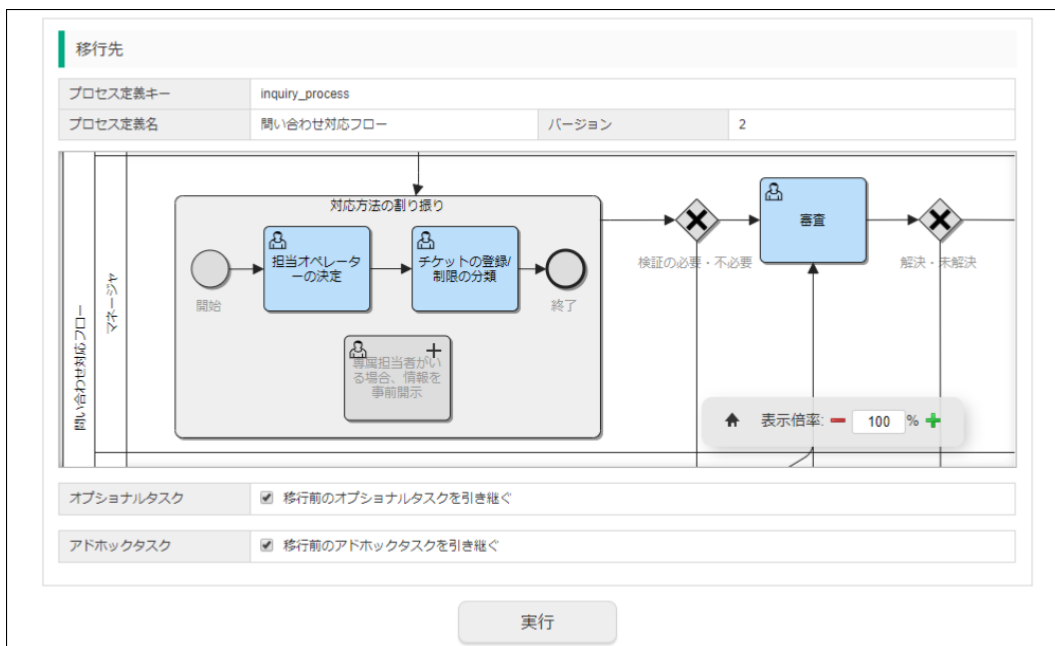 移行先
プロセス定義キー inquiry_process
プロセス定義名 問い合わせ対応フロー バージョン 2
問い合わせ対応フロー
マネージャ
対応方法の割り振り
開始
担当オペレータ
ーの決定
チケットの登録/
制限の分類
終了
専属担当者がい
る場合、情報を
事前開示
検証の必要・不必要
審査
解決・未解決
表示倍率: 100 %
オプショナルタスク 移行前のオプショナルタスクを引き継ぐ
アドホックタスク 移行前のアドホックタスクを引き継ぐ
実行